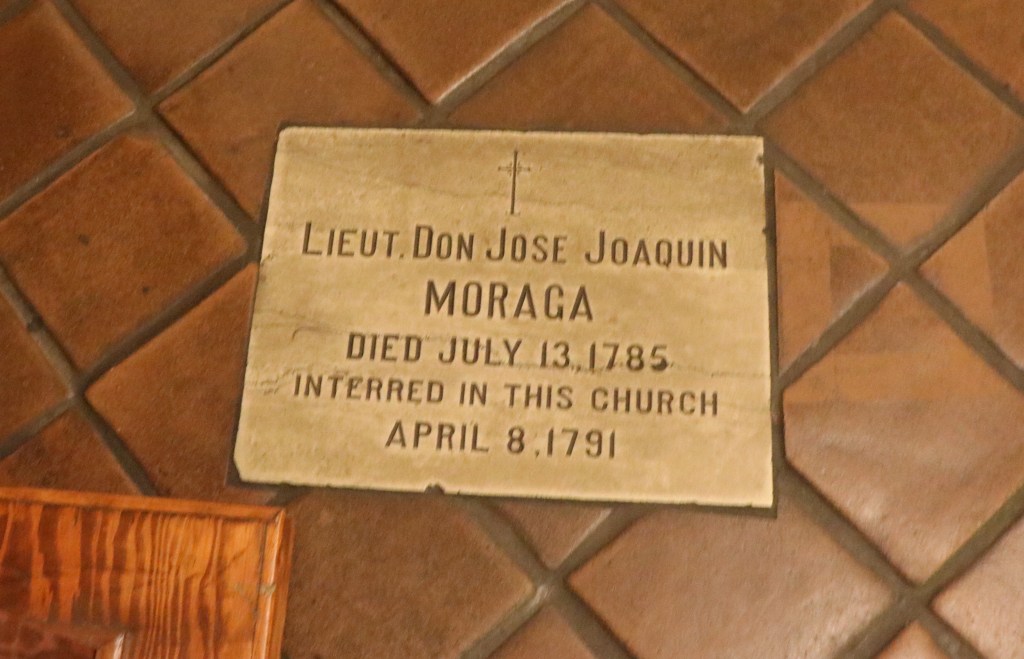 LIEUT. DON JOSE JOAQUIN
MORAGA
DIED JULY 13, 1785
INTERRED IN THIS CHURCH
APRIL 8, 1791